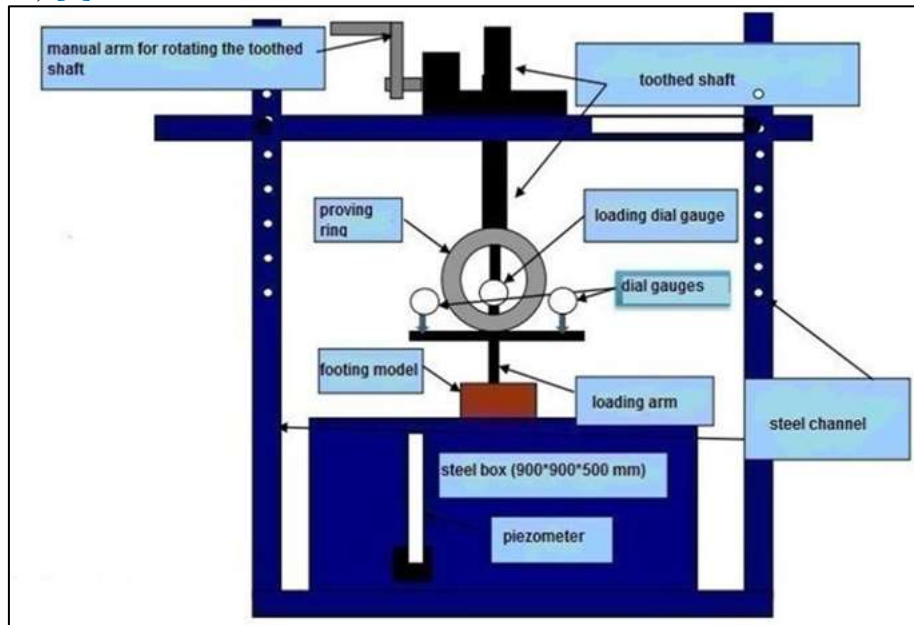 manual arm for rotating the toothed
shaft
toothed shaft
proving
ring
loading dial gauge
dial gauges
footing model
loading arm
steel channel
steel box (900*900*500 mm)
piezometer